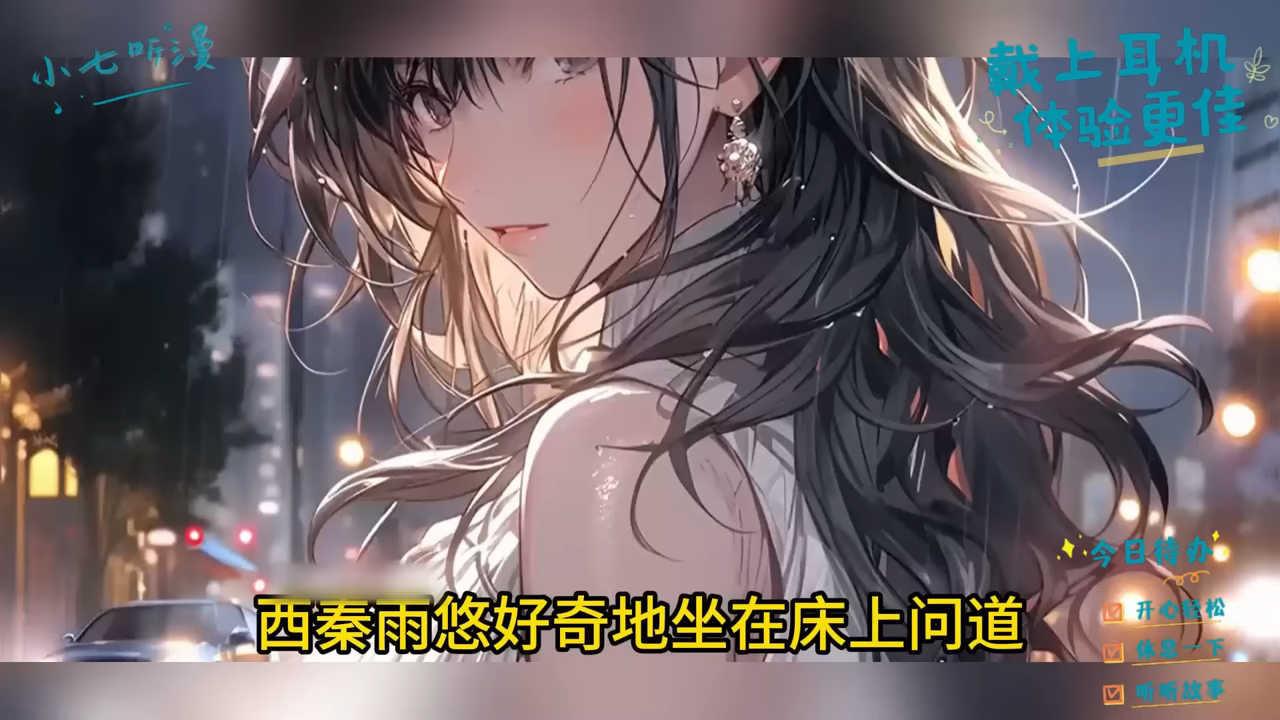 小七听漫
戴上耳机
体验更佳
今日待办
开心轻松
休息一下
听听故事
西秦雨悠好奇地坐在床上问道